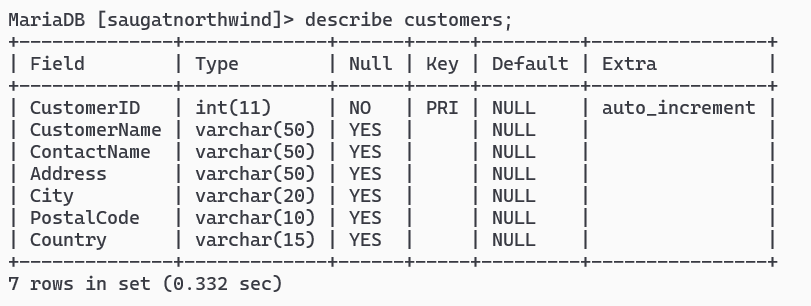 MariaDB [saugatnorthwind]> describe customers;
+--------------+-------------+------+-----+---------+----------------+
| Field        | Type        | Null | Key | Default | Extra          |
+--------------+-------------+------+-----+---------+----------------+
| CustomerID   | int(11)     | NO   | PRI | NULL    | auto_increment |
| CustomerName | varchar(50) | YES  |     | NULL    |                |
| ContactName  | varchar(50) | YES  |     | NULL    |                |
| Address      | varchar(50) | YES  |     | NULL    |                |
| City         | varchar(20) | YES  |     | NULL    |                |
| PostalCode   | varchar(10) | YES  |     | NULL    |                |
| Country      | varchar(15) | YES  |     | NULL    |                |
+--------------+-------------+------+-----+---------+----------------+
7 rows in set (0.332 sec)